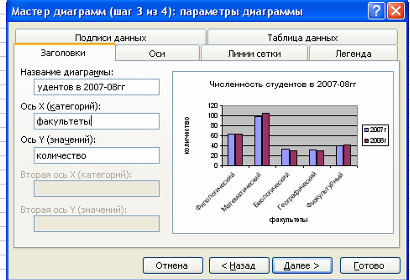 Мастер диаграмм (шаг 3 из 4): параметры диаграммы
Подписи данных Таблица данных
Заголовки Оси Линии сетки Легенда
Название диаграммы:
удентов в 2007-08гг
Ось X (категорий):
факультеты
Ось Y (значений):
количество
Вторая ось X (категорий):
Вторая ось Y (значений):
Численность студентов в 2007-08гг
количество
120
100
80
60
40
20
0
Филологический
Математический
Биологический
Географический
Физкультурный
факультеты
2007г
2008г
Отмена < Назад Далее > Готово